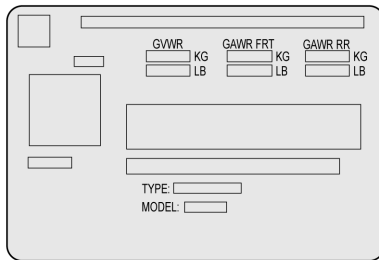 GVWR GAWR FRT GAWR RR
KG KG KG
LB LB LB
TYPE:
MODEL: